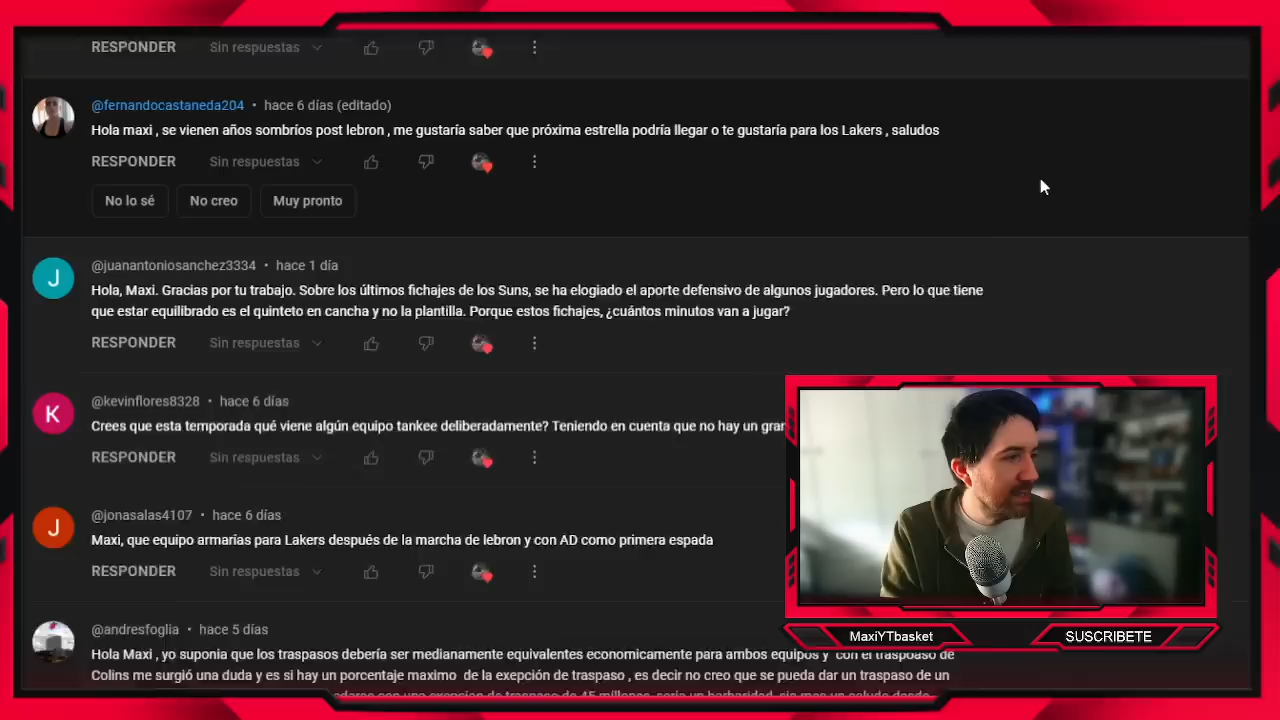 RESPONDER Sin respuestas
@fernandocastaneda204 • hace 6 días (editado)
Hola maxi , se vienen años sombríos post lebron , me gustaría saber que próxima estrella podría llegar o te gustaría para los Lakers , saludos
RESPONDER Sin respuestas
No lo sé No creo Muy pronto
J @juanantoniosanchez3334 • hace 1 día
Hola, Maxi. Gracias por tu trabajo. Sobre los últimos fichajes de los Suns, se ha elogiado el aporte defensivo de algunos jugadores. Pero lo que tiene
que estar equilibrado es el quinteto en cancha y no la plantilla. Porque estos fichajes, ¿cuántos minutos van a jugar?
RESPONDER Sin respuestas
K @kevinflores8328 • hace 6 días
Crees que esta temporada qué viene algún equipo tankee deliberadamente? Teniendo en cuenta que no hay un gran
RESPONDER Sin respuestas
J @jonasalas4107 • hace 6 días
Maxi, que equipo armarías para Lakers después de la marcha de lebron y con AD como primera espada
RESPONDER Sin respuestas
@andresfoglia • hace 5 días
Hola Maxi , yo suponia que los traspasos debería ser medianamente equivalentes economicamente para ambos equipos y con el traspoaso de
Colins me surgió una duda y es si hay un porcentaje maximo de la exepción de traspaso , es decir no creo que se pueda dar un traspaso de un
MaxiYTbasket SUSCRIBETE